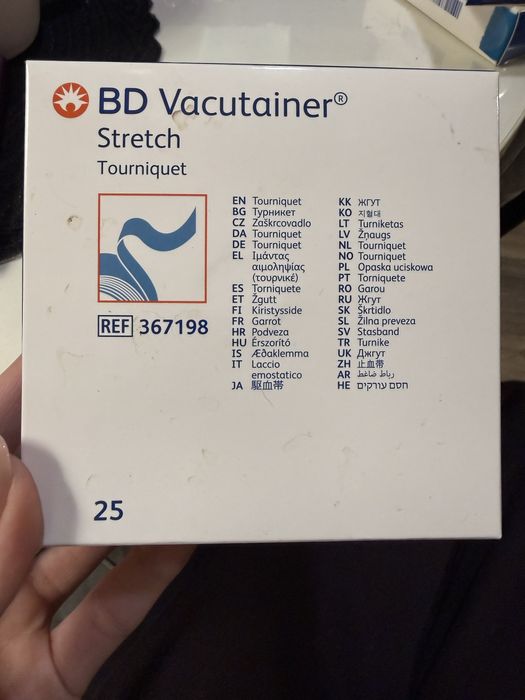 BD Vacutainer®
Stretch
Tourniquet
EN Tourniquet
BG Турникет
CZ Zaškrcovadlo
DA Tourniquet
DE Tourniquet
EL Ιμάντας
αιμοληψίας
(τουρνικέ)
ES Torniquete
ET Žgutt
FI Kiristysside
FR Garrot
HR Podveza
HU Érszorító
IS Æðaklemma
IT Laccio
emostatico
JA 駆血帯
KK ЖГУТ
KO 지혈대
LT Turniketas
LV Žņaugs
NL Tourniquet
NO Tourniquet
PL Opaska uciskowa
PT Torniquete
RO Garou
RU Жгут
SK Škrtidlo
SL Žilna preveza
SV Stasband
TR Turnike
UK Джгут
ZH 止血帶
AR رباط ضاغط
HE חסם עורקים
REF 367198
25